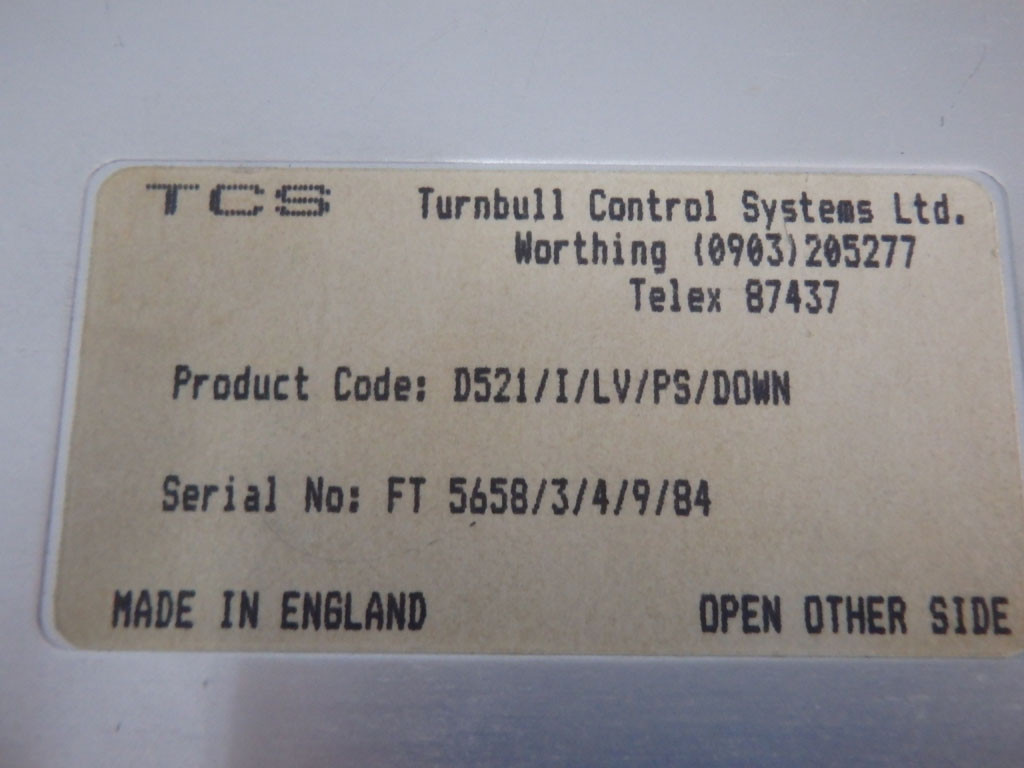 TCS Turnbull Control Systems Ltd.
Worthing (0903)205277
Telex 87437
Product Code: D521/I/LV/PS/DOWN
Serial No: FT 5658/3/4/9/84
MADE IN ENGLAND OPEN OTHER SIDE